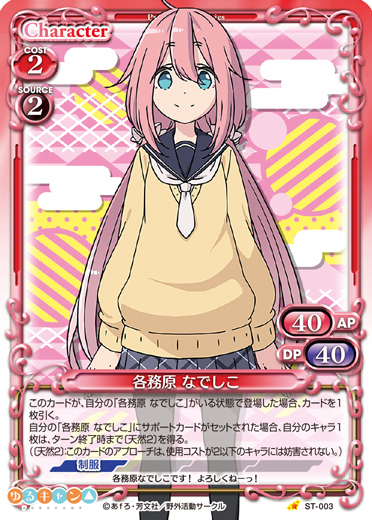 Character
COST
2
SOURCE
2
40 AP
DP 40
各務原 なでしこ
このカードが、自分の「各務原 なでしこ」がいる状態で登場した場合、カードを1
枚引く。
自分の「各務原 なでしこ」にサポートカードがセットされた場合、自分のキャラ1
枚は、ターン終了時まで〔天然2〕を得る。
(〔天然2〕:このカードのアプローチは、使用コストが2以下のキャラには妨害されない。)
制服
各務原なでしこです! よろしくねーっ!
ゆるキャン△
©あfろ・芳文社/野外活動サークル
ST-003